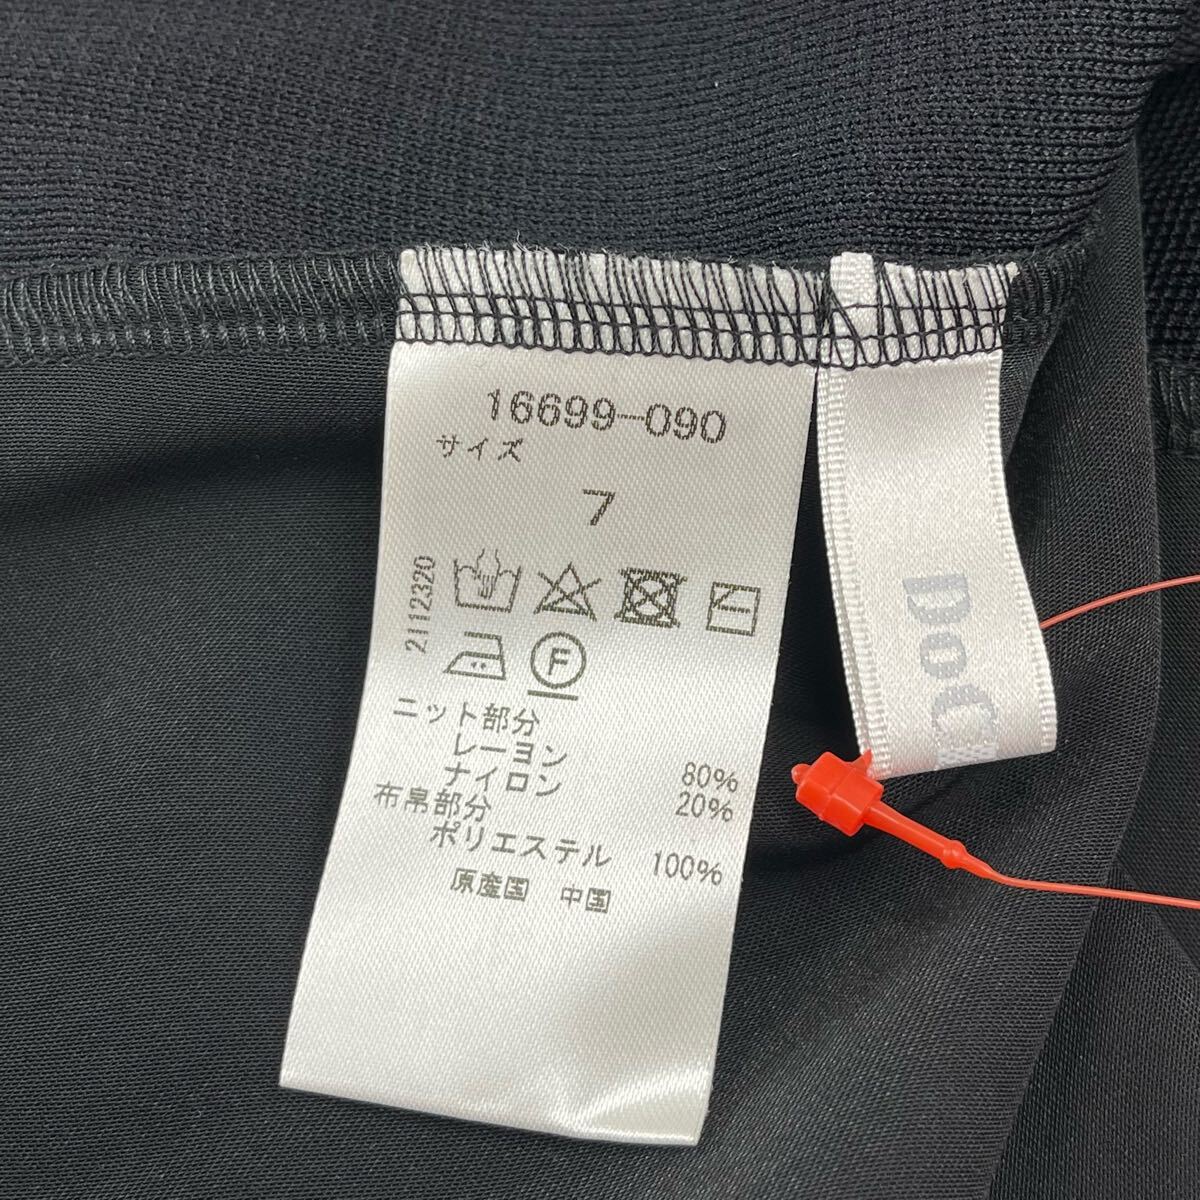 16699-090
サイズ
7
2112320
F
ニット部分
レーヨン 80%
ナイロン 20%
布帛部分
ポリエステル 100%
原産国 中国
DoC